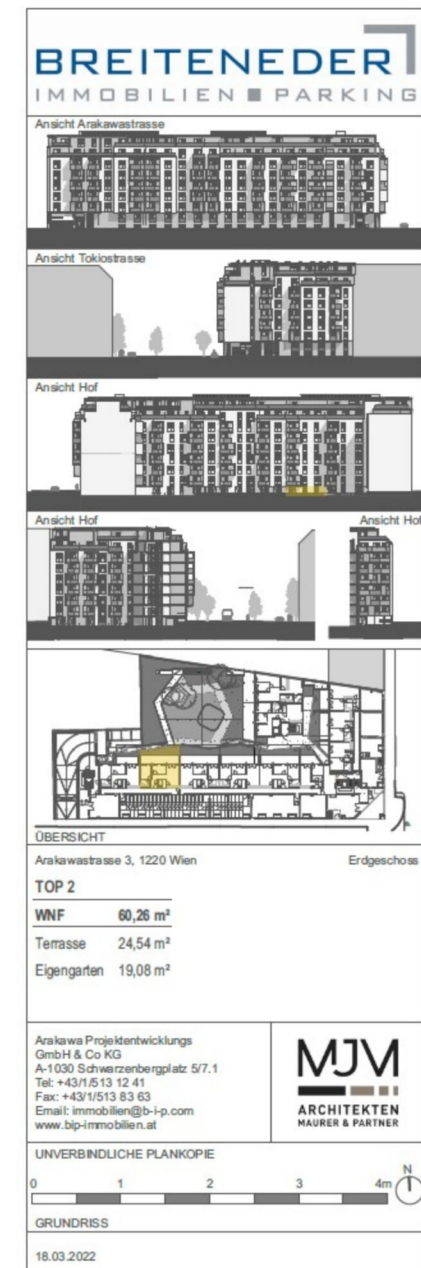 BREITENEDER
IMMOBILIEN ■ PARKING
Ansicht Arakawastrasse
Ansicht Tokiostrasse
Ansicht Hof
Ansicht Hof
Ansicht Hof
ÜBERSICHT
Arakawastrasse 3, 1220 Wien Erdgeschoss
TOP 2
WNF 60,26 m²
Terrasse 24,54 m²
Eigengarten 19,08 m²
Arakawa Projektentwicklungs
GmbH & Co KG
A-1030 Schwarzenbergplatz 5/7.1
Tel: +43/1/513 12 41
Fax: +43/1/513 83 63
Email: immobilien@b-i-p.com
www.bip-immobilien.at
MJM
ARCHITEKTEN
MAURER & PARTNER
UNVERBINDLICHE PLANKOPIE
0 1 2 3 4m N
GRUNDRISS
18.03.2022